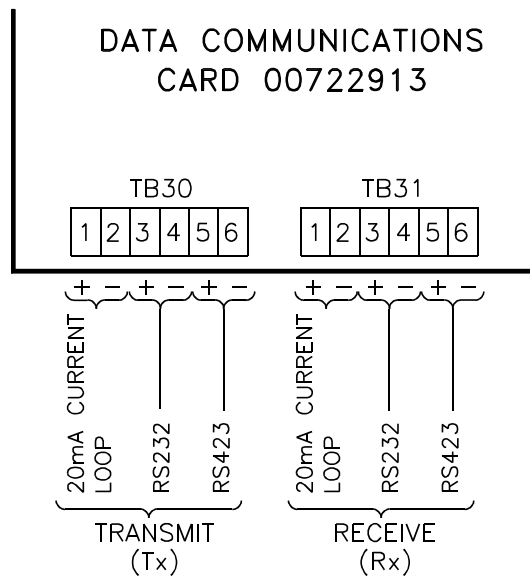 DATA COMMUNICATIONS
CARD 00722913
TB30 TB31
1 2 3 4 5 6 1 2 3 4 5 6
+ − + − + − + − + − + −
20mA CURRENT
LOOP
RS232
RS423
20mA CURRENT
LOOP
RS232
RS423
TRANSMIT
(Tx)
RECEIVE
(Rx)